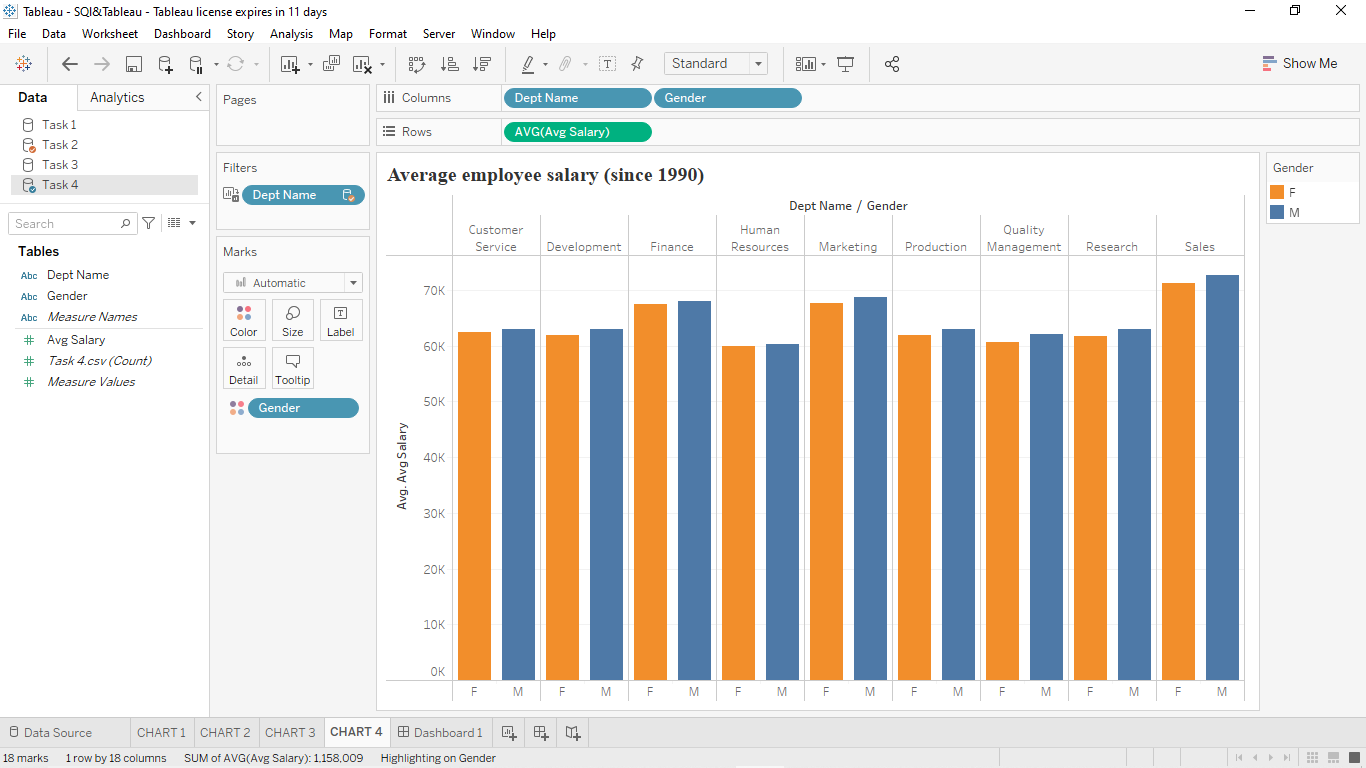 Tableau - SQl&Tableau - Tableau license expires in 11 days
File Data Worksheet Dashboard Story Analysis Map Format Server Window Help
Standard
Show Me
Data Analytics
Task 1
Task 2
Task 3
Task 4
Search
Tables
Abc Dept Name
Abc Gender
Abc Measure Names
# Avg Salary
# Task 4.csv (Count)
# Measure Values
Pages
Filters
Dept Name
Marks
Automatic
Color Size Label
Detail Tooltip
Gender
Columns Dept Name Gender
Rows AVG(Avg Salary)
Average employee salary (since 1990)
Dept Name / Gender
Customer Service Development Finance Human Resources Marketing Production Quality Management Research Sales
70K
60K
50K
40K
30K
20K
10K
0K
Avg. Avg Salary
F M F M F M F M F M F M F M F M F M
Gender
F
M
Data Source CHART 1 CHART 2 CHART 3 CHART 4 Dashboard 1
18 marks 1 row by 18 columns SUM of AVG(Avg Salary): 1,158,009 Highlighting on Gender